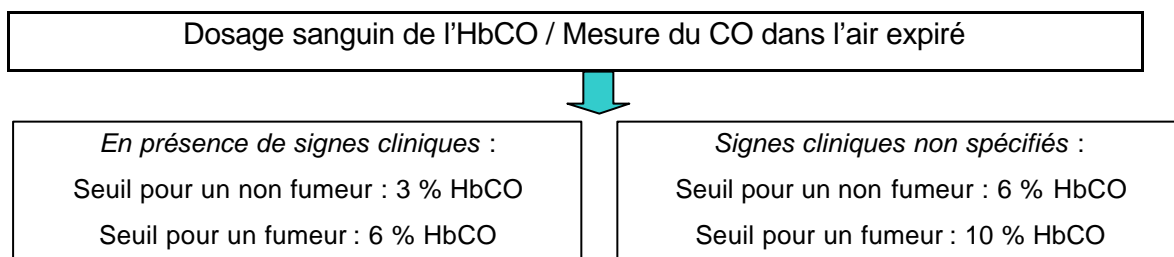 Dosage sanguin de l'HbCO / Mesure du CO dans l'air expiré
En présence de signes cliniques :
Seuil pour un non fumeur : 3 % HbCO
Seuil pour un fumeur : 6 % HbCO
Signes cliniques non spécifiés :
Seuil pour un non fumeur : 6 % HbCO
Seuil pour un fumeur : 10 % HbCO